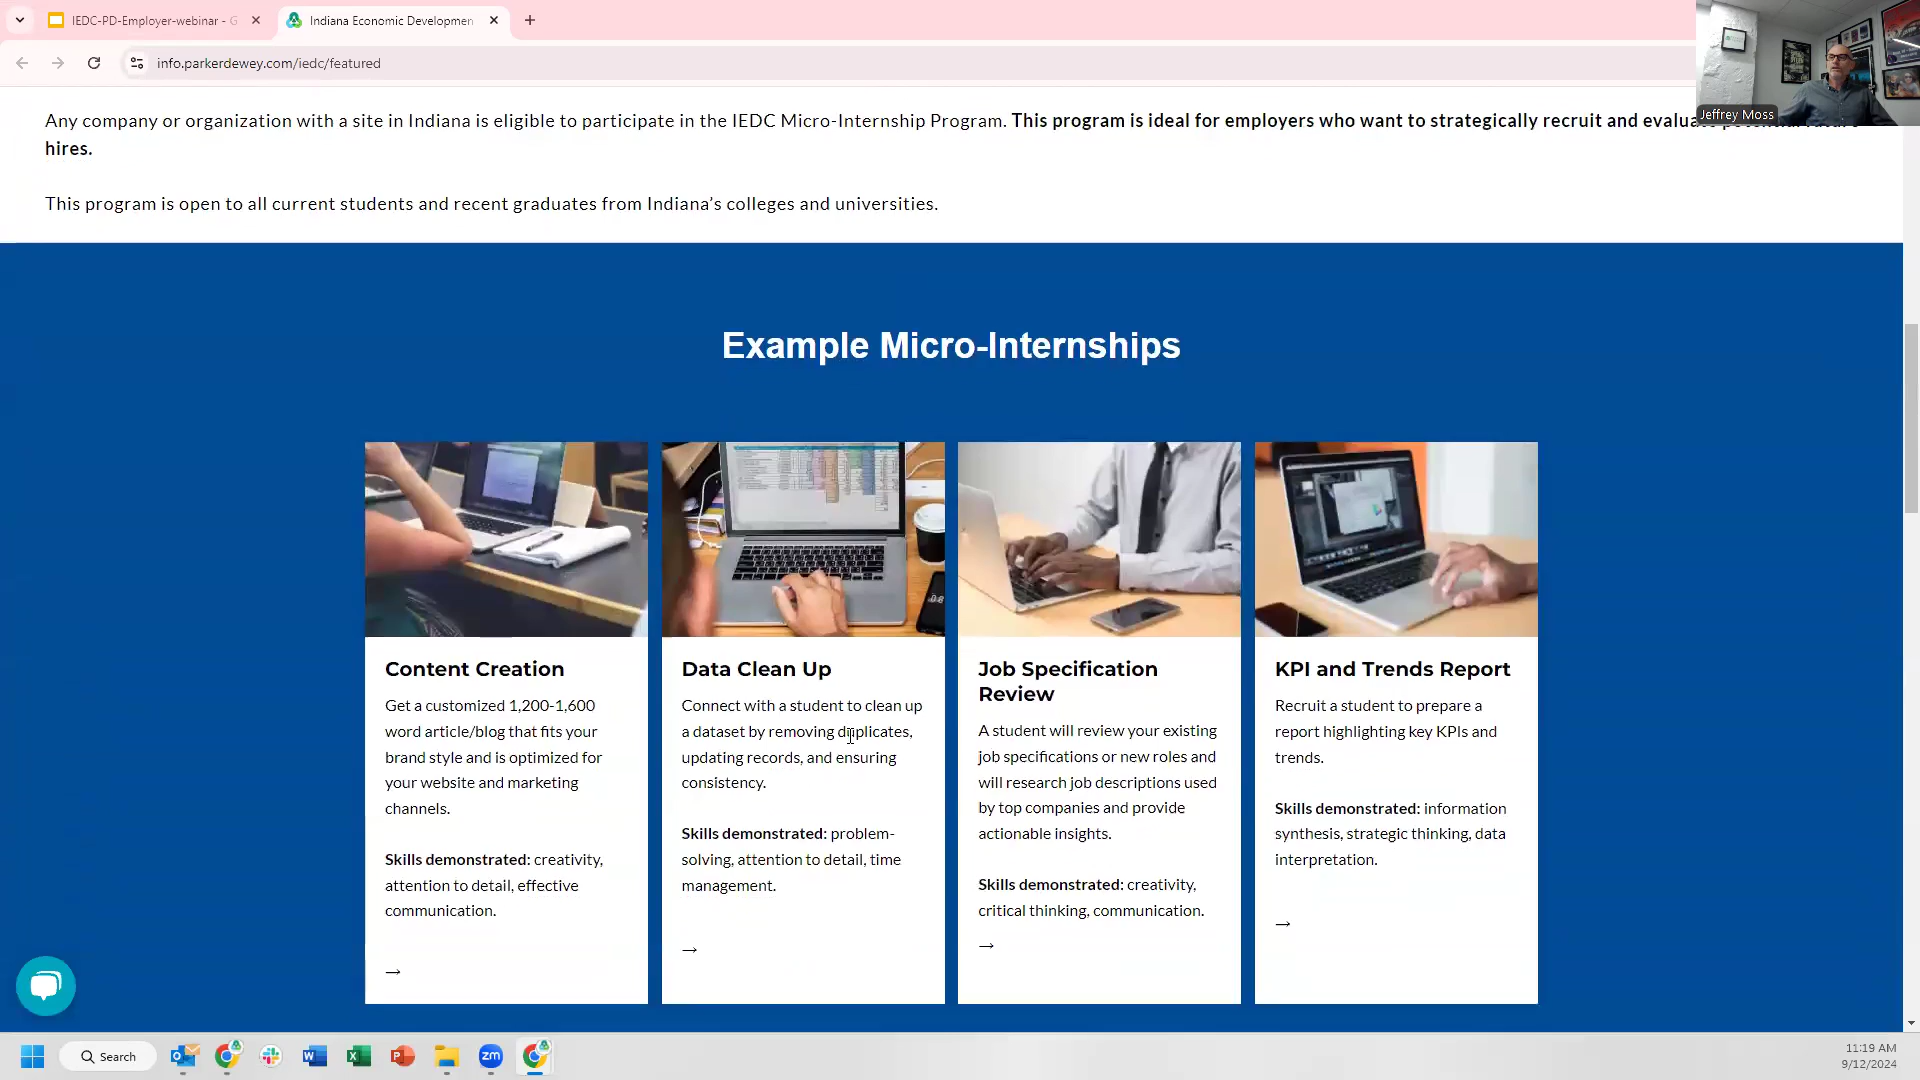 IEDC-PD-Employer-webinar - G
Indiana Economic Developmen
info.parkerdewey.com/iedc/featured
Jeffrey Moss
Any company or organization with a site in Indiana is eligible to participate in the IEDC Micro-Internship Program. This program is ideal for employers who want to strategically recruit and evaluate
hires.
This program is open to all current students and recent graduates from Indiana’s colleges and universities.
Example Micro-Internships
Content Creation
Get a customized 1,200-1,600
word article/blog that fits your
brand style and is optimized for
your website and marketing
channels.
Skills demonstrated: creativity,
attention to detail, effective
communication.
→
Data Clean Up
Connect with a student to clean up
a dataset by removing duplicates,
updating records, and ensuring
consistency.
Skills demonstrated: problem-
solving, attention to detail, time
management.
→
Job Specification
Review
A student will review your existing
job specifications or new roles and
will research job descriptions used
by top companies and provide
actionable insights.
Skills demonstrated: creativity,
critical thinking, communication.
→
KPI and Trends Report
Recruit a student to prepare a
report highlighting key KPIs and
trends.
Skills demonstrated: information
synthesis, strategic thinking, data
interpretation.
→
Search
zm
11:19 AM
9/12/2024